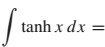 ∫ tanh x dx =